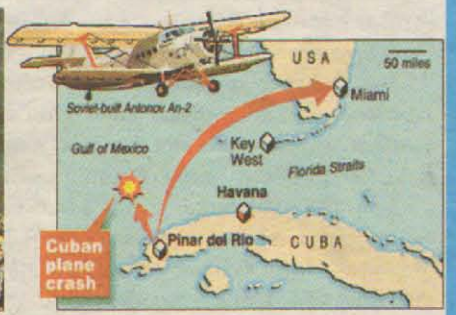 USA
50 miles
Miami
Soviet-built Antonov An-2
Gulf of Mexico
Key
West
Florida Straits
Havana
Pinar del Rio
CUBA
Cuban
plane
crash